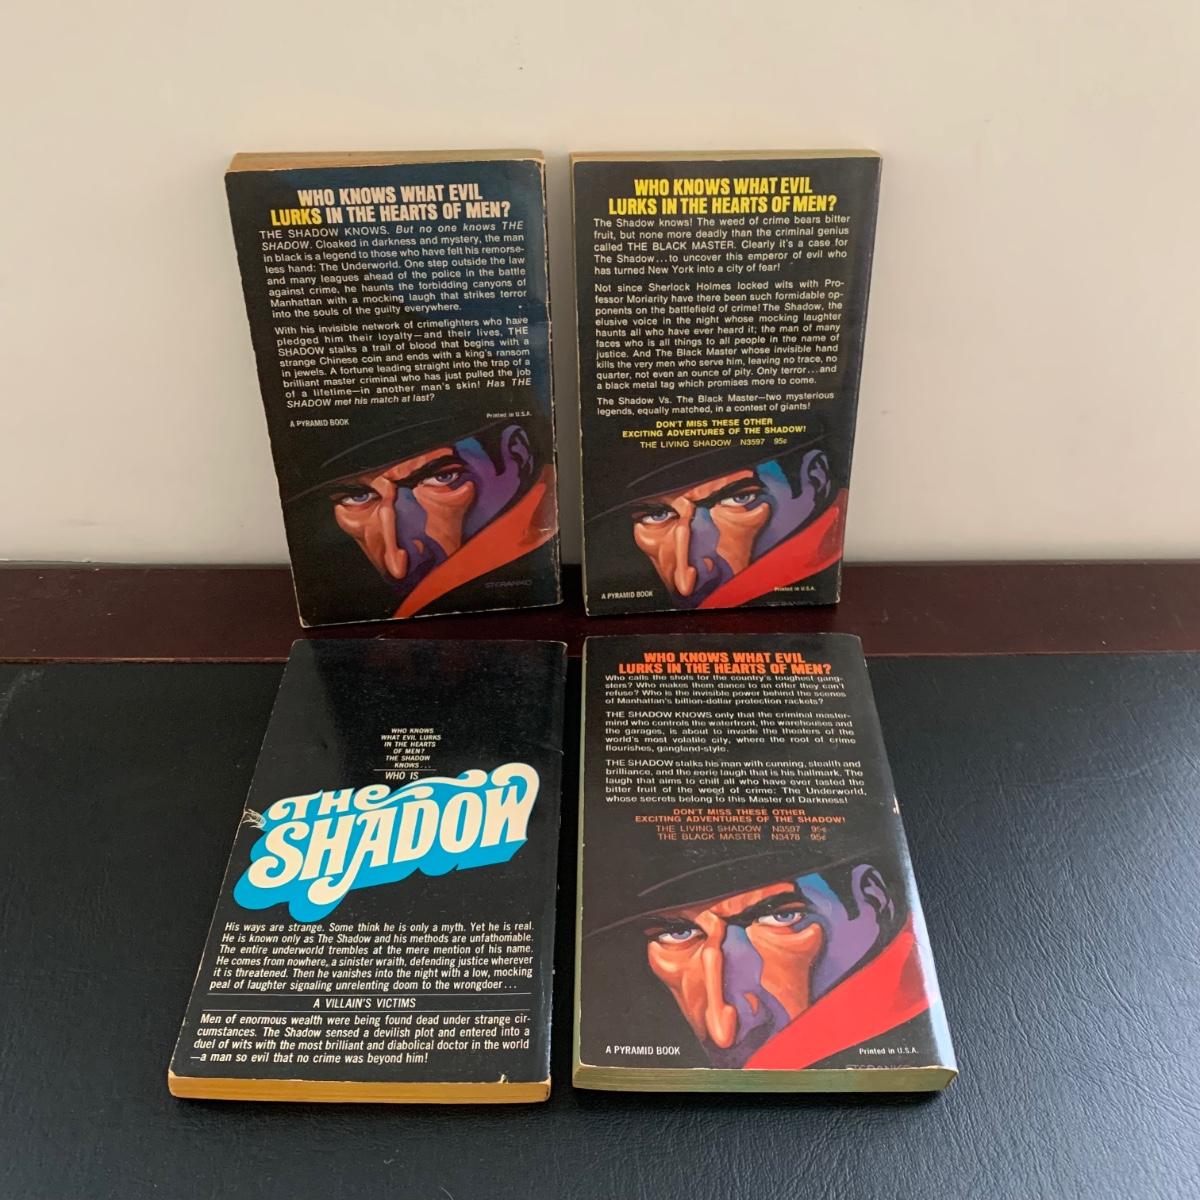 WHO KNOWS WHAT EVIL
LURKS IN THE HEARTS OF MEN?
THE SHADOW KNOWS. But no one knows THE
SHADOW. Cloaked in darkness and mystery, the man
in black is a legend to those who have felt his remorse-
less hand: The Underworld. One step outside the law
and many leagues ahead of the police in the battle
against crime, he haunts the forbidding canyons of
Manhattan with a mocking laugh that strikes terror
into the souls of the guilty everywhere.
With his invisible network of crimefighters who have
pledged him their loyalty—and their lives, THE
SHADOW stalks a trail of blood that begins with a
strange Chinese coin and ends with a king's ransom
in jewels. A fortune leading straight into the trap of a
brilliant master criminal who has just pulled the job
of a lifetime—in another man's skin! Has THE
SHADOW met his match at last?
A PYRAMID BOOK
Printed in U.S.A.
STERANKO
WHO KNOWS WHAT EVIL
LURKS IN THE HEARTS OF MEN?
The Shadow knows! The weed of crime bears bitter
fruit, but none more deadly than the criminal genius
called THE BLACK MASTER. Clearly it's a case for
The Shadow...to uncover this emperor of evil who
has turned New York into a city of fear!
Not since Sherlock Holmes locked wits with Pro-
fessor Moriarity have there been such formidable op-
ponents on the battlefield of crime! The Shadow, the
elusive voice in the night whose mocking laughter
haunts all who have ever heard it; the man of many
faces who is all things to all people in the name of
justice. And The Black Master whose invisible hand
kills the very men who serve him, leaving no trace, no
quarter, not even an ounce of pity. Only terror...and
a black metal tag which promises more to come.
The Shadow Vs. The Black Master—two mysterious
legends, equally matched, in a contest of giants!
DON'T MISS THESE OTHER
EXCITING ADVENTURES OF THE SHADOW!
THE LIVING SHADOW N3597 95¢
A PYRAMID BOOK
Printed in U.S.A.
STERANKO
WHO KNOWS
WHAT EVIL LURKS
IN THE HEARTS
OF MEN?
THE SHADOW
KNOWS...
WHO IS
THE
SHADOW
His ways are strange. Some think he is only a myth. Yet he is real.
He is known only as The Shadow and his methods are unfathomable.
The entire underworld trembles at the mere mention of his name.
He comes from nowhere, a sinister wraith, defending justice wherever
it is threatened. Then he vanishes into the night with a low, mocking
peal of laughter signaling unrelenting doom to the wrongdoer...
A VILLAIN'S VICTIMS
Men of enormous wealth were being found dead under strange cir-
cumstances. The Shadow sensed a devilish plot and entered into a
duel of wits with the most brilliant and diabolical doctor in the world
—a man so evil that no crime was beyond him!
WHO KNOWS WHAT EVIL
LURKS IN THE HEARTS OF MEN?
Who calls the shots for the country's toughest gang-
sters? Who makes them dance to an offer they can't
refuse? Who is the invisible power behind the scenes
of Manhattan's billion-dollar protection rackets?
THE SHADOW KNOWS only that the criminal master-
mind who controls the waterfront, the warehouses and
the garages, is about to invade the theaters of the
world's most volatile city, where the root of crime
flourishes, gangland-style.
THE SHADOW stalks his man with cunning, stealth and
brilliance, and the eerie laugh that is his hallmark. The
laugh that aims to chill all who have ever tasted the
bitter fruit of the weed of crime: The Underworld,
whose secrets belong to this Master of Darkness!
DON'T MISS THESE OTHER
EXCITING ADVENTURES OF THE SHADOW!
THE LIVING SHADOW N3597 95¢
THE BLACK MASTER N3478 95¢
A PYRAMID BOOK
Printed in U.S.A.
STERANKO